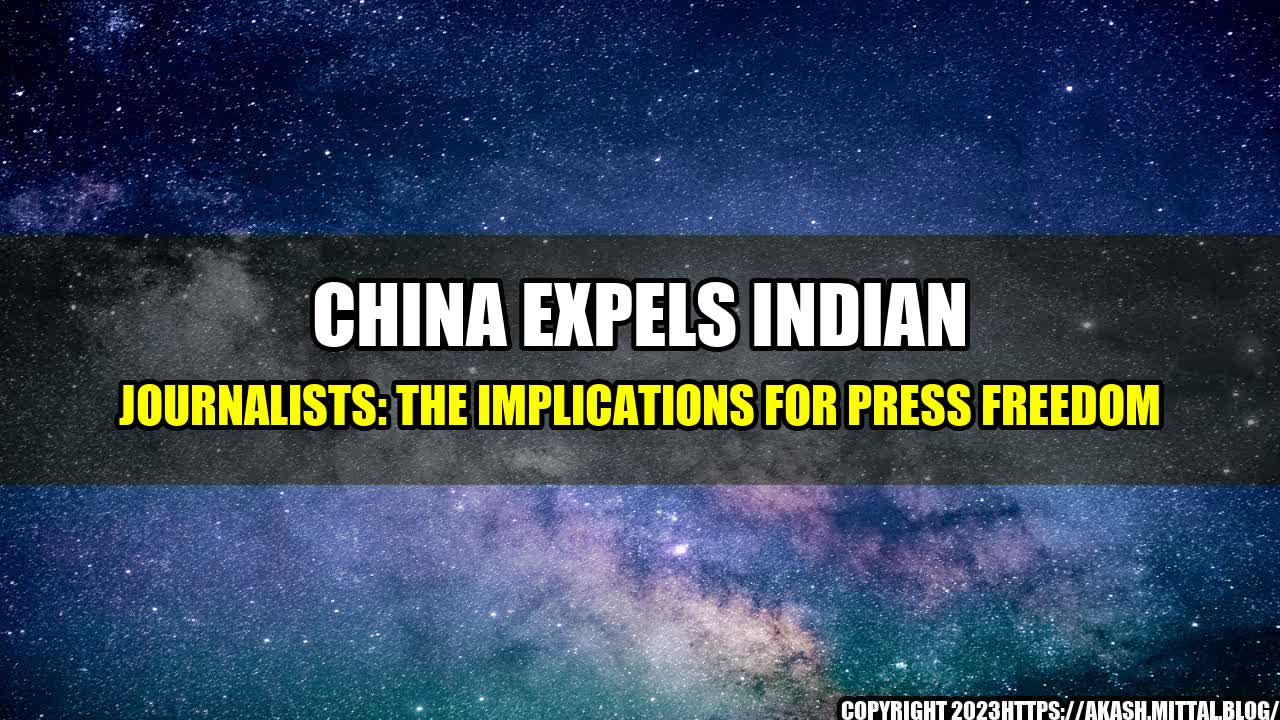 CHINA EXPELS INDIAN
JOURNALISTS: THE IMPLICATIONS FOR PRESS FREEDOM
COPYRIGHT 2023HTTPS://AKASH.MITTAL.BLOG/